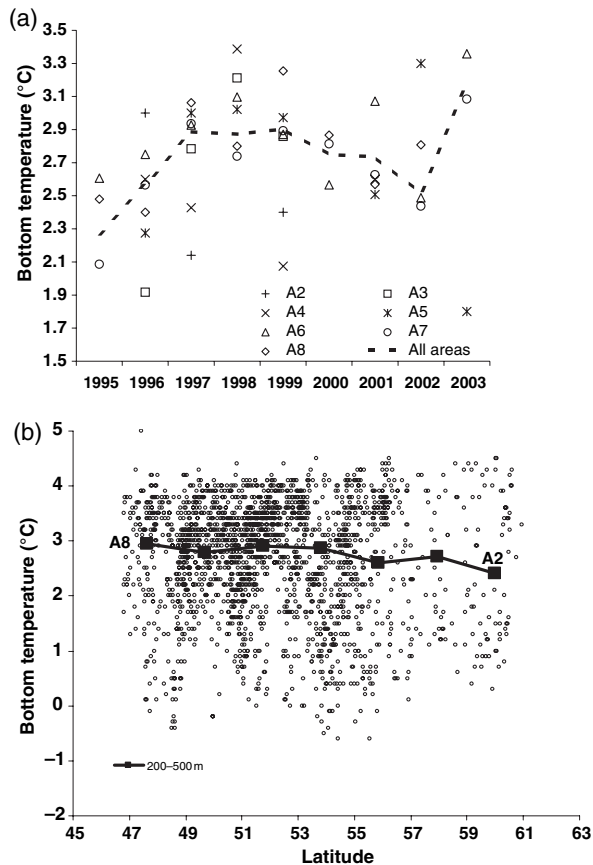 (a)
Bottom temperature (°C)
3.5
3.3
3.1
2.9
2.7
2.5
2.3
2.1
1.9
1.7
1.5
A2 A3
A4 A5
A6 A7
A8 All areas
1995 1996 1997 1998 1999 2000 2001 2002 2003
(b)
Bottom temperature (°C)
5
4
3
2
1
0
−1
−2
A8
A2
200–500 m
45 47 49 51 53 55 57 59 61 63
Latitude